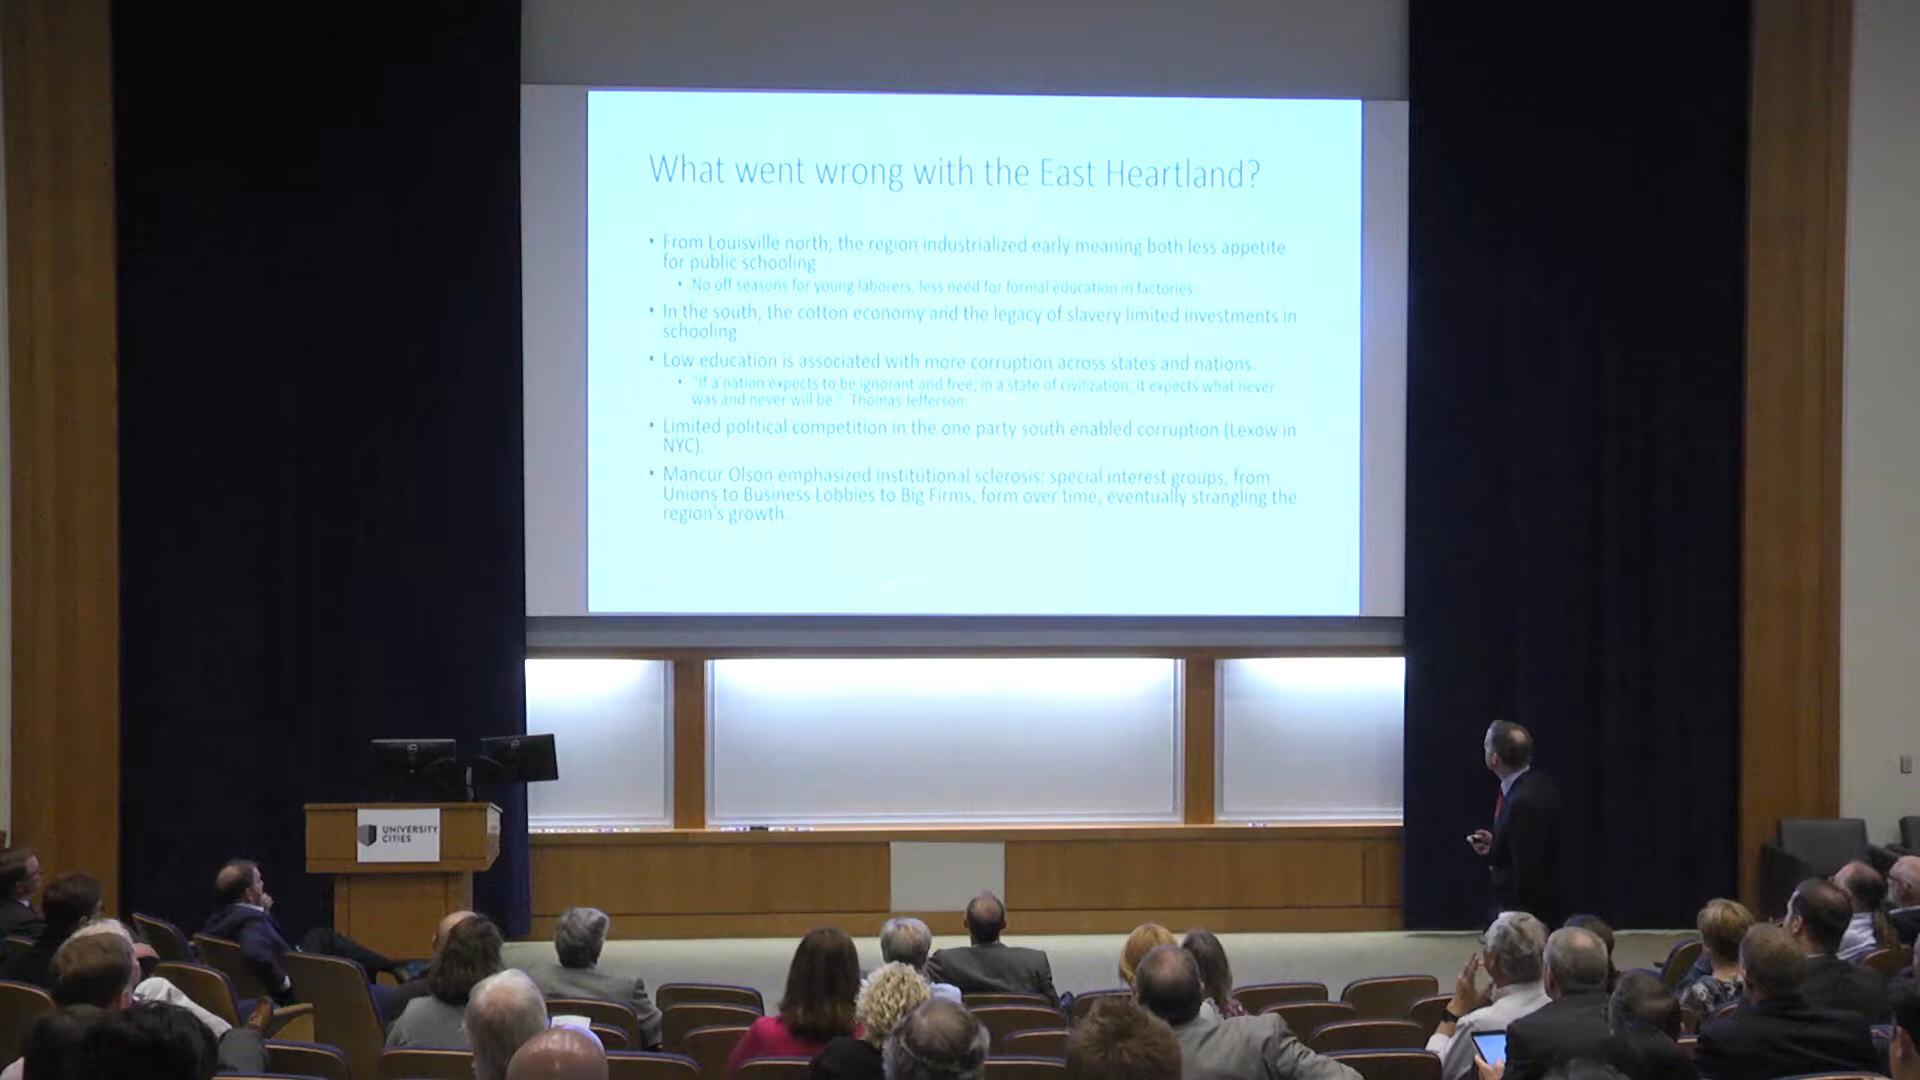 What went wrong with the East Heartland?
• From Louisville north, the region industrialized early meaning both less appetite
for public schooling
• No off seasons for young laborers, less need for formal education in factories.
• In the south, the cotton economy and the legacy of slavery limited investments in
schooling.
• Low education is associated with more corruption across states and nations.
• "If a nation expects to be ignorant and free, in a state of civilization, it expects what never
was and never will be." Thomas Jefferson.
• Limited political competition in the one party south enabled corruption (Lexow in
NYC).
• Mancur Olson emphasized institutional sclerosis: special interest groups, from
Unions to Business Lobbies to Big Firms, form over time, eventually strangling the
region's growth.
UNIVERSITY
CITIES